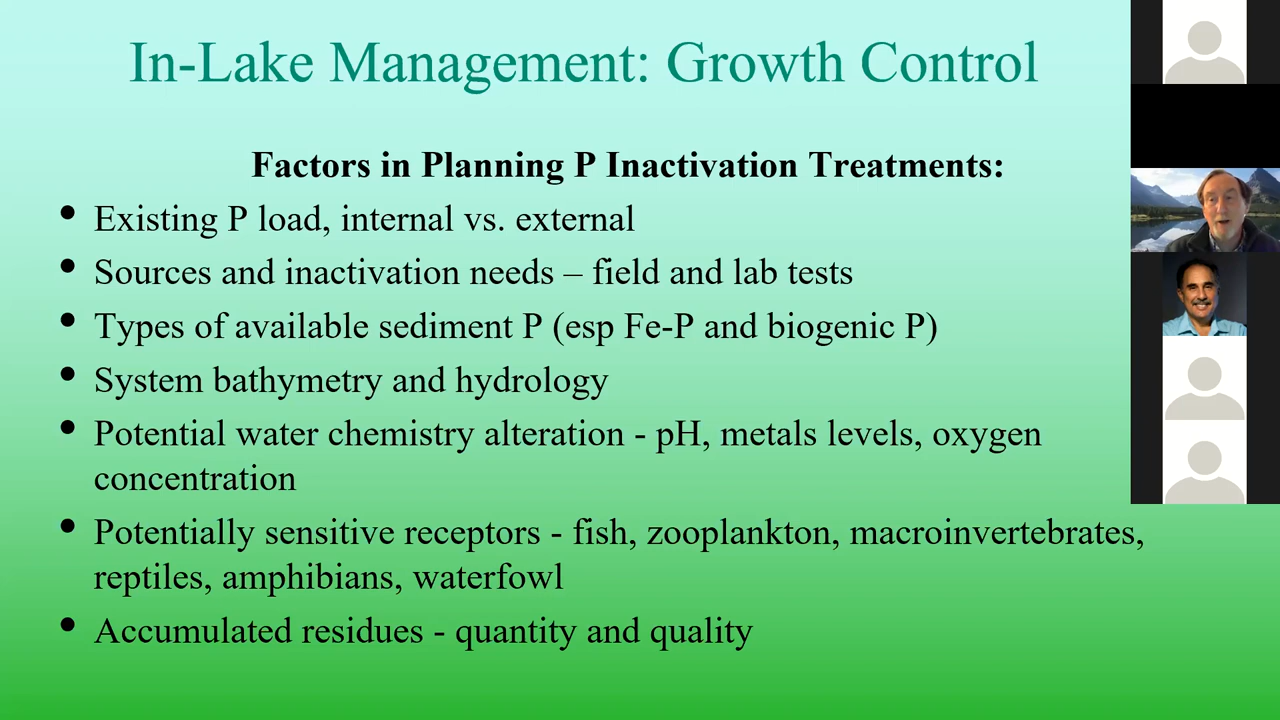 In-Lake Management: Growth Control
Factors in Planning P Inactivation Treatments:
• Existing P load, internal vs. external
• Sources and inactivation needs – field and lab tests
• Types of available sediment P (esp Fe-P and biogenic P)
• System bathymetry and hydrology
• Potential water chemistry alteration - pH, metals levels, oxygen
concentration
• Potentially sensitive receptors - fish, zooplankton, macroinvertebrates,
reptiles, amphibians, waterfowl
• Accumulated residues - quantity and quality